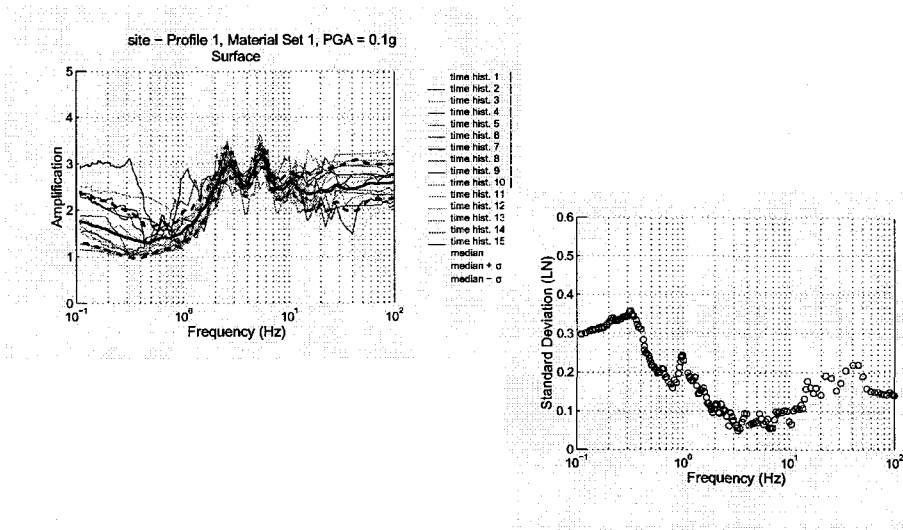 site – Profile 1, Material Set 1, PGA = 0.1g
Surface
5
4
3
2
1
0
Amplification
10⁻¹
10⁰
10¹
10²
Frequency (Hz)
time hist. 1
time hist. 2
time hist. 3
time hist. 4
time hist. 5
time hist. 6
time hist. 7
time hist. 8
time hist. 9
time hist. 10
time hist. 11
time hist. 12
time hist. 13
time hist. 14
time hist. 15
median
median + σ
median − σ
0.6
0.5
0.4
0.3
0.2
0.1
0
Standard Deviation (LN)
10⁻¹
10⁰
10¹
10²
Frequency (Hz)